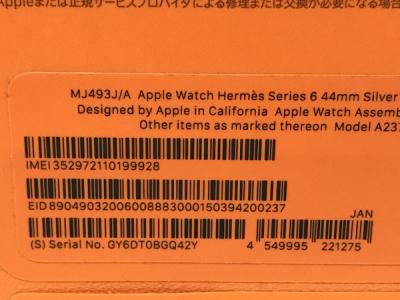 Appleまたは正規サービスプロバイダによる修理または交換が必要になる場合
MJ493J/A Apple Watch Hermès Series 6 44mm Silver
Designed by Apple in California Apple Watch Assemb
Other items as marked thereon Model A237
IMEI 352972110199928
EID 89049032006008883000150394200237
JAN
(S) Serial No. GY6DT0BGQ42Y 4 549995 221275